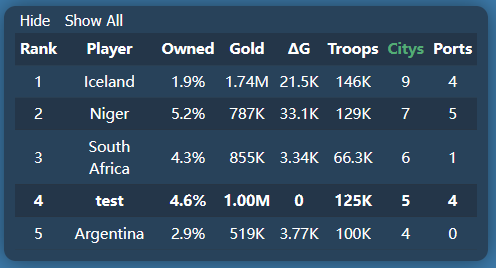 Hide Show All
Rank Player Owned Gold ΔG Troops Citys Ports
1 Iceland 1.9% 1.74M 21.5K 146K 9 4
2 Niger 5.2% 787K 33.1K 129K 7 5
3 South Africa 4.3% 855K 3.34K 66.3K 6 1
4 test 4.6% 1.00M 0 125K 5 4
5 Argentina 2.9% 519K 3.77K 100K 4 0